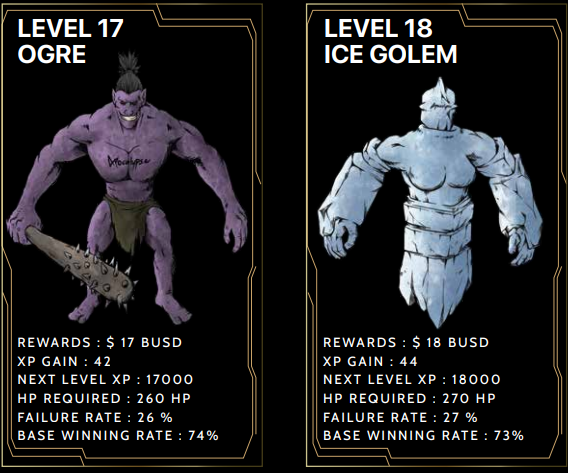 LEVEL 17
OGRE
Apocalypse
REWARDS : $ 17 BUSD
XP GAIN : 42
NEXT LEVEL XP : 17000
HP REQUIRED : 260 HP
FAILURE RATE : 26 %
BASE WINNING RATE : 74%
LEVEL 18
ICE GOLEM
REWARDS : $ 18 BUSD
XP GAIN : 44
NEXT LEVEL XP : 18000
HP REQUIRED : 270 HP
FAILURE RATE : 27 %
BASE WINNING RATE : 73%